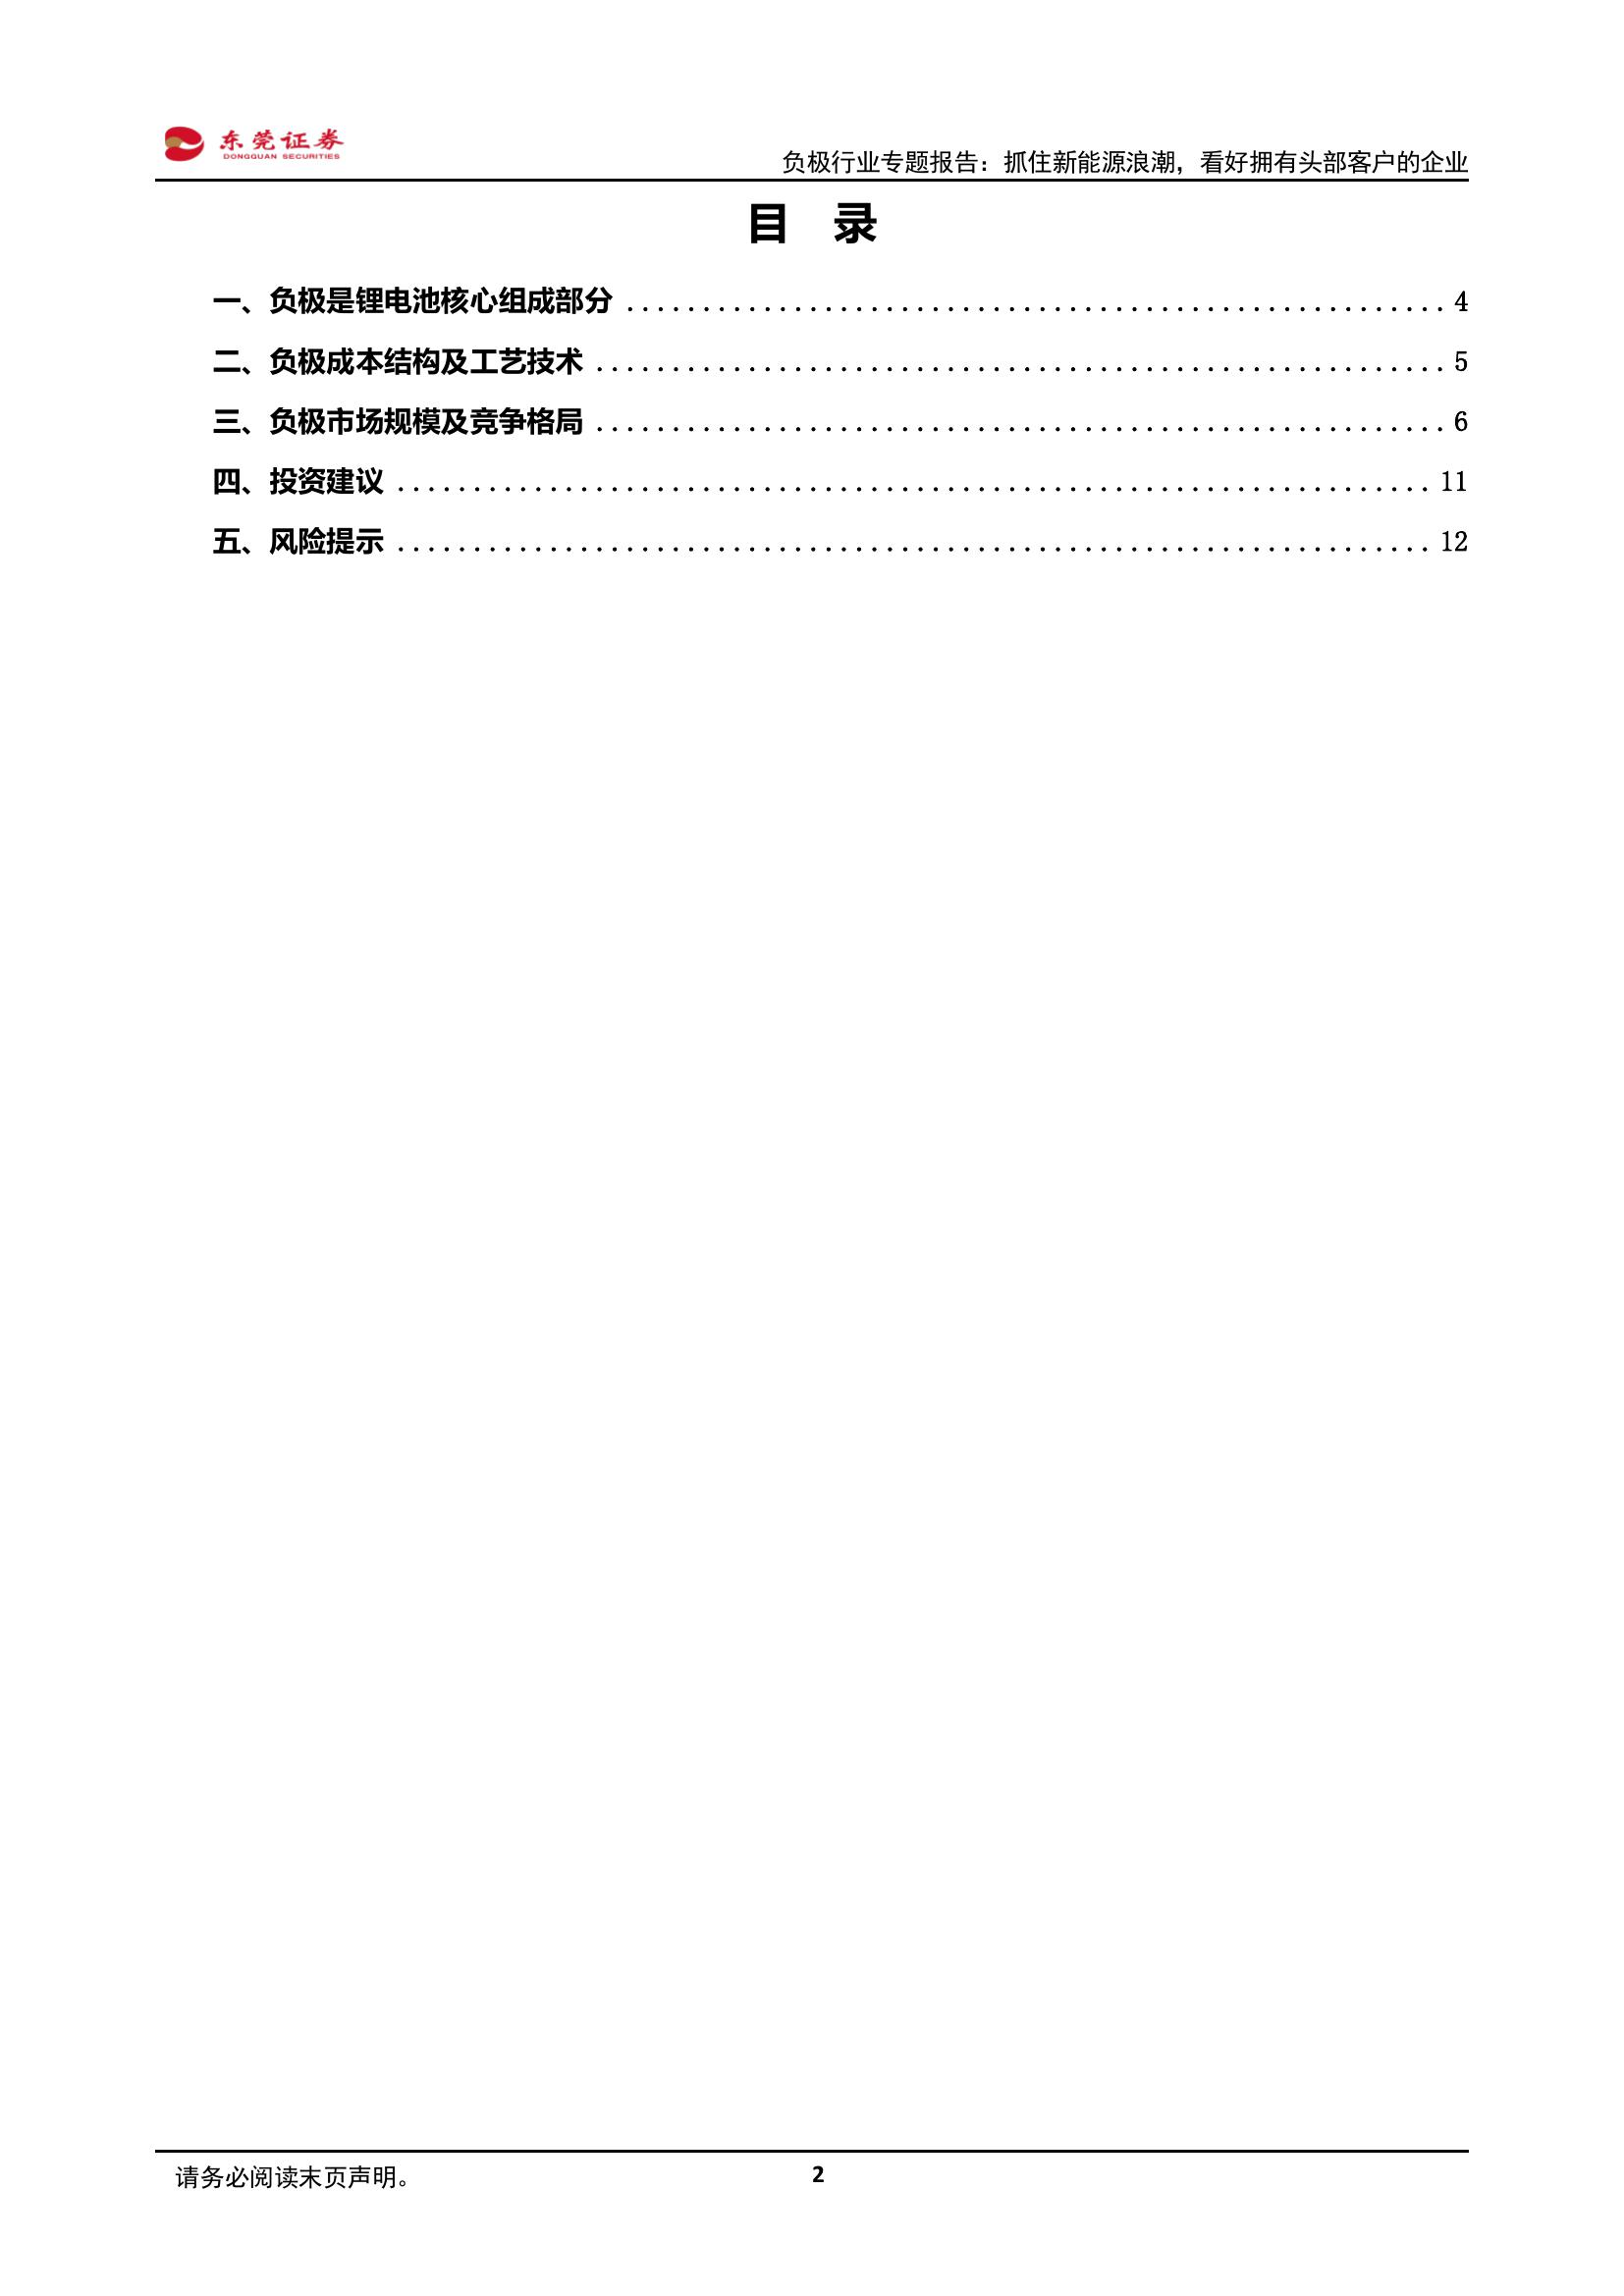 东莞证券
DONGGUAN SECURITIES
负极行业专题报告：抓住新能源浪潮，看好拥有头部客户的企业
目 录
一、负极是锂电池核心组成部分 ...................................................... 4
二、负极成本结构及工艺技术 ........................................................ 5
三、负极市场规模及竞争格局 ........................................................ 6
四、投资建议 .................................................................... 11
五、风险提示 .................................................................... 12
请务必阅读末页声明。 2